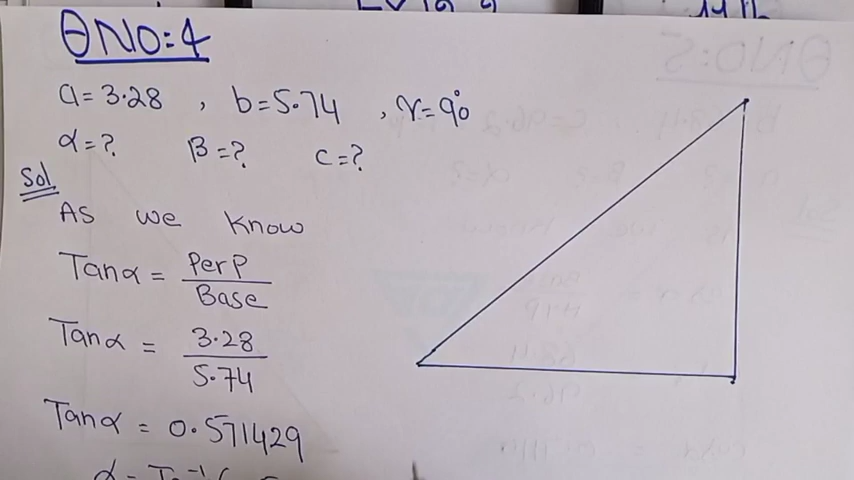 Q NO:4
a = 3.28 , b = 5.74 , γ = 90°
α = ? β = ? c = ?
Sol
As we Know
Tanα = Perp / Base
Tanα = 3.28 / 5.74
Tanα = 0.571429